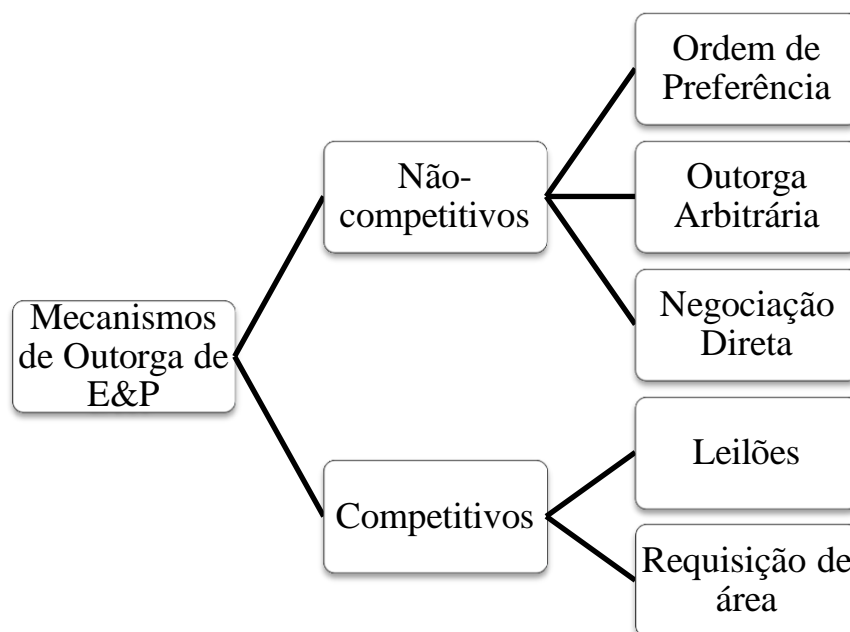 Mecanismos
de Outorga de
E&P
Não-
competitivos
Ordem de
Preferência
Outorga
Arbitrária
Negociação
Direta
Competitivos
Leilões
Requisição de
área